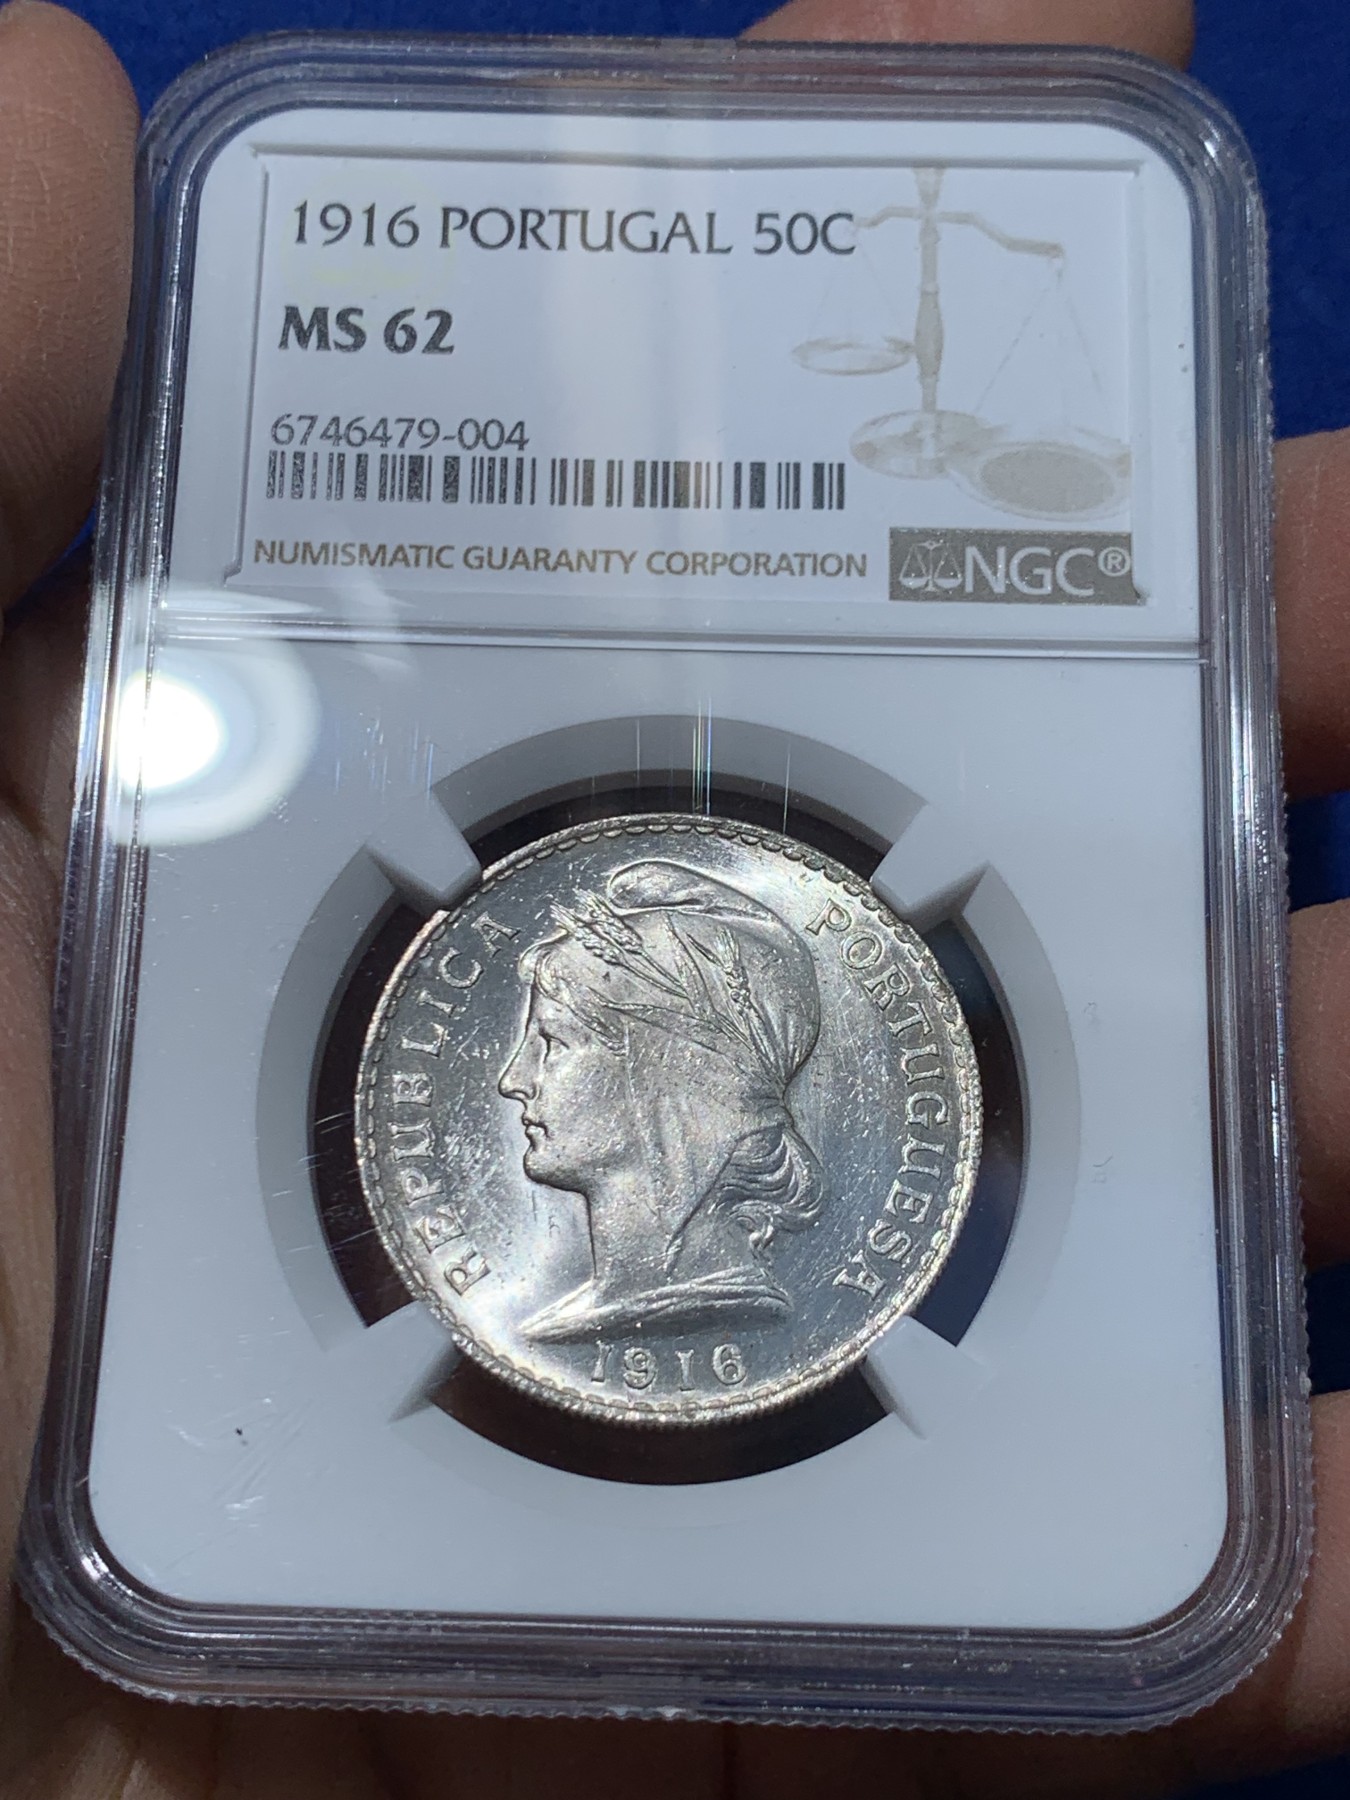 1916 PORTUGAL 50C
MS 62
6746479-004
NUMISMATIC GUARANTY CORPORATION
NGC®
REPUBLICA PORTUGUESA
1916